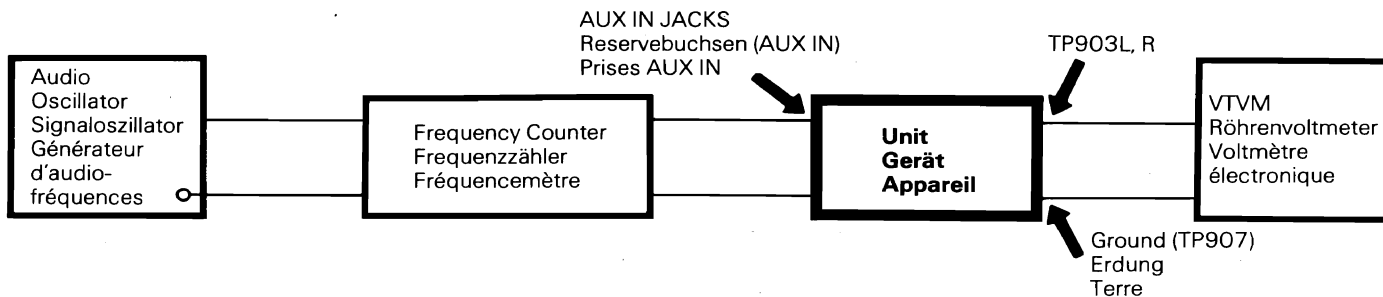 AUX IN JACKS
Reservebuchsen (AUX IN)
Prises AUX IN
TP903L, R
Audio
Oscillator
Signaloszillator
Générateur
d'audio-
fréquences
Frequency Counter
Frequenzzähler
Fréquencemètre
Unit
Gerät
Appareil
VTVM
Röhrenvoltmeter
Voltmètre
électronique
Ground (TP907)
Erdung
Terre